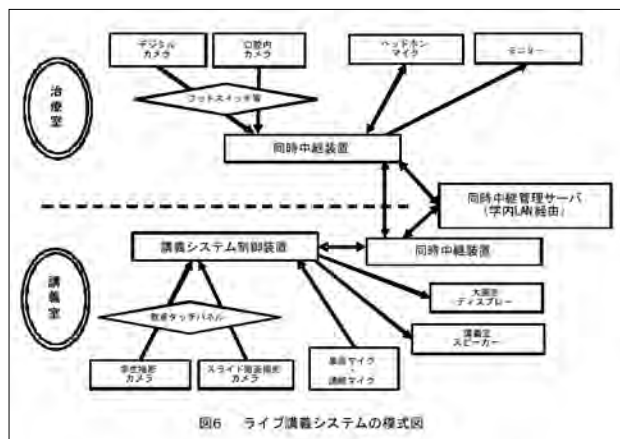 デジタル
カメラ
口腔内
カメラ
ヘッドホン
マイク
モニター
フットスイッチ等
治療室
同時中継装置
同時中継管理サーバ
(学内LAN経由)
講義システム制御装置
同時中継装置
講義室
教卓タッチパネル
大画面
ディスプレー
講義室
スピーカー
学生撮影
カメラ
スライド画面撮影
カメラ
マイク
マイク
図6 ライブ講義システムの模式図